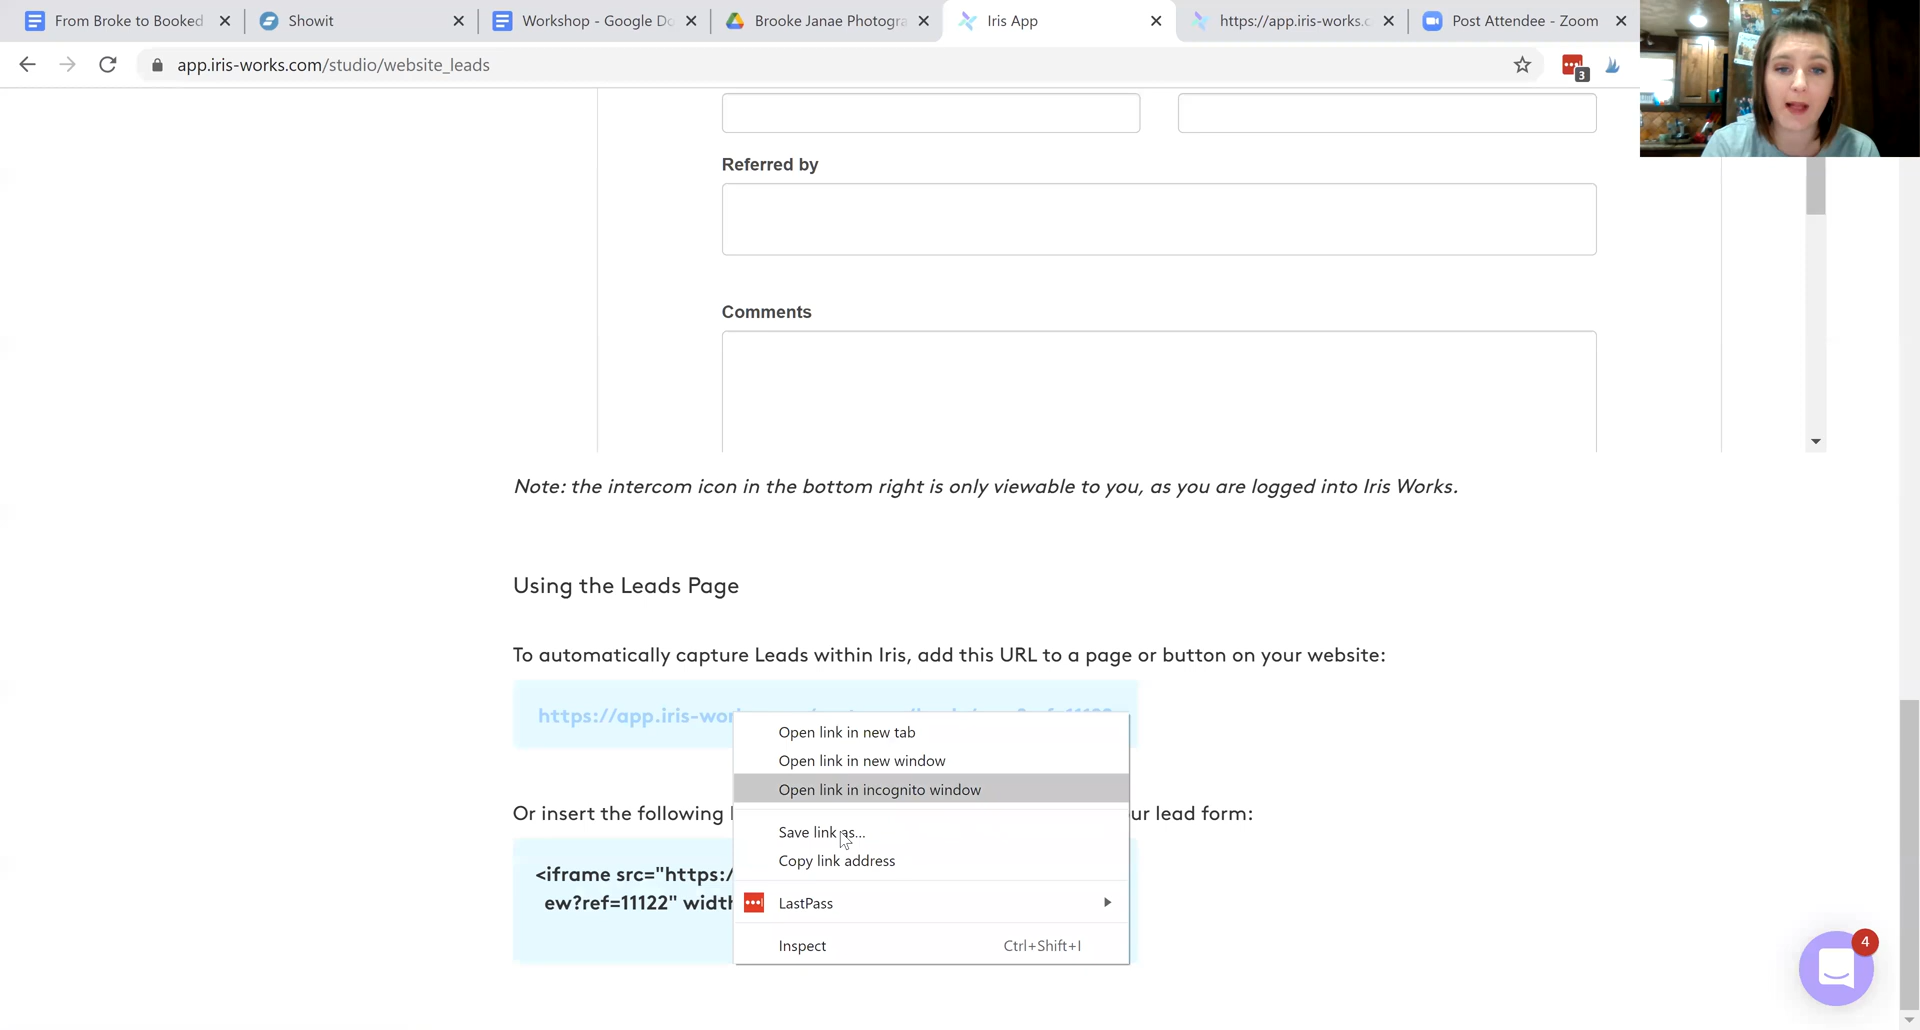 From Broke to Booked
Showit
Workshop - Google Do
Brooke Janae Photogra
Iris App
https://app.iris-works.c
Post Attendee - Zoom
app.iris-works.com/studio/website_leads
3
Referred by
Comments
Note: the intercom icon in the bottom right is only viewable to you, as you are logged into Iris Works.
Using the Leads Page
To automatically capture Leads within Iris, add this URL to a page or button on your website:
https://app.iris-wor
Open link in new tab
Open link in new window
Open link in incognito window
Or insert the following
ur lead form:
Save link as...
Copy link address
<iframe src="https:/
ew?ref=11122" width
LastPass
Inspect Ctrl+Shift+I
4